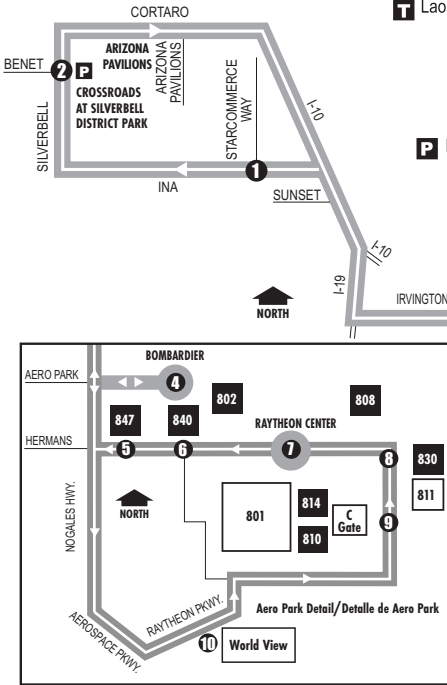 CORTARO
T Lao
ARIZONA
PAVILIONS
ARIZONA
PAVILIONS
BENET
2 P
CROSSROADS
AT SILVERBELL
DISTRICT PARK
SILVERBELL
STARCOMMERCE
WAY
I-10
P
1
INA
SUNSET
I-10
I-19
IRVINGTON
NORTH
BOMBARDIER
AERO PARK
4
802
808
847
840
RAYTHEON CENTER
HERMANS
5
6
7
8
830
811
NORTH
NOGALES HWY.
801
814
C
Gate
810
9
RAYTHEON PKWY.
AEROSPACE PKWY.
Aero Park Detail/Detalle de Aero Park
10
World View